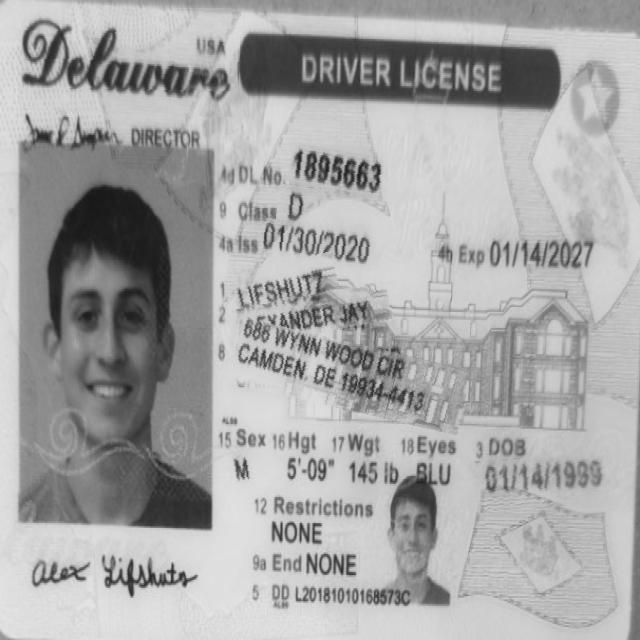 Delaware USA DRIVER LICENSE
DIRECTOR
4d DL No. 1895663
9 Class D
4a Iss 01/30/2020 4b Exp 01/14/2027
1 LIFSHUTZ
2 EXANDER JAY
8 686 WYNN WOOD CIR
CAMDEN, DE 19934-4413
15 Sex 16 Hgt 17 Wgt 18 Eyes 3 DOB
M 5'-09" 145 lb BLU 01/14/1999
12 Restrictions
NONE
9a End NONE
5 DD L20181010168573C
Alex Lifshutz